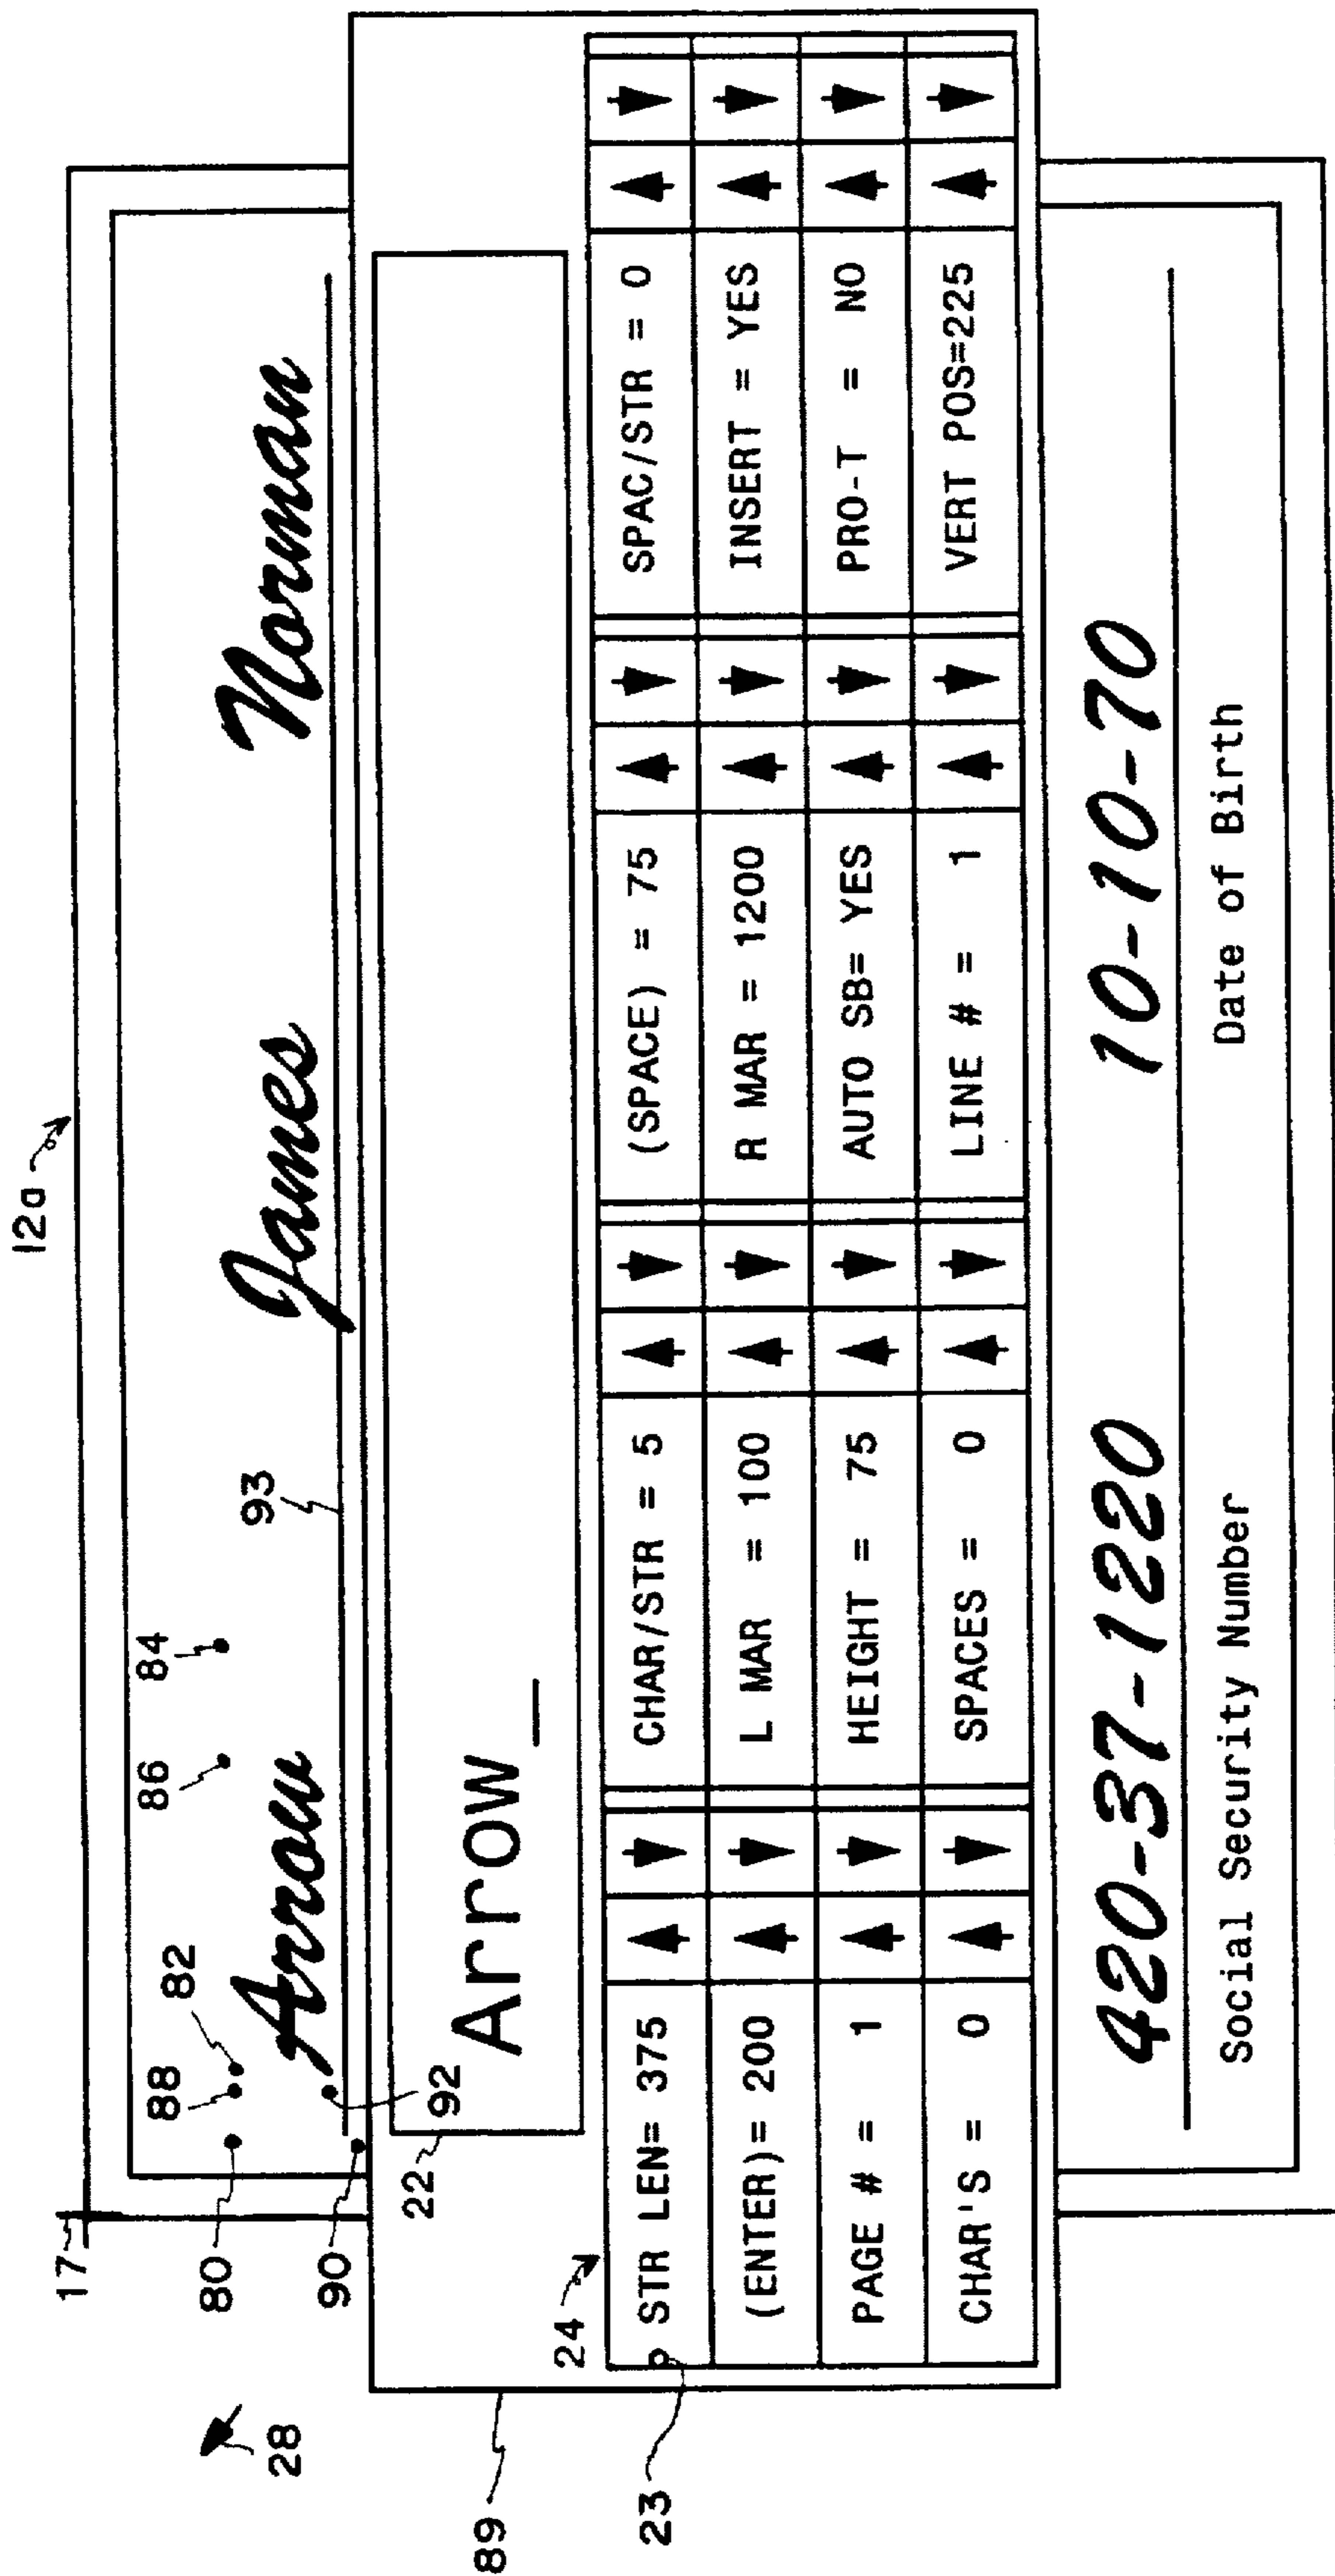 12a
17
28
80
88
82
86
84
93
90
Arrow James Norman
89
22
92
Arrow_
24
23
STR LEN= 375 CHAR/STR = 5 (SPACE) = 75 SPAC/STR = 0
(ENTER)= 200 L MAR = 100 R MAR = 1200 INSERT = YES
PAGE # = 1 HEIGHT = 75 AUTO SB= YES PRO-T = NO
CHAR'S = 0 SPACES = 0 LINE # = 1 VERT POS=225
420-37-1220 10-10-70
Social Security Number Date of Birth